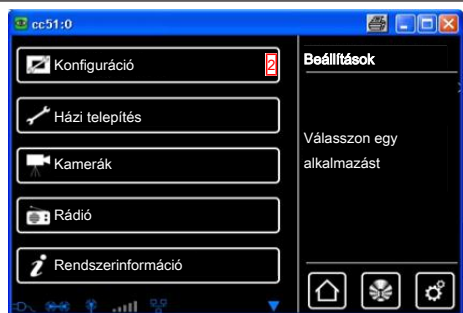 cc51:0
Konfiguráció 2
Házi telepítés
Kamerák
Rádió
Rendszerinformáció
Beállítások
Válasszon egy
alkalmazást